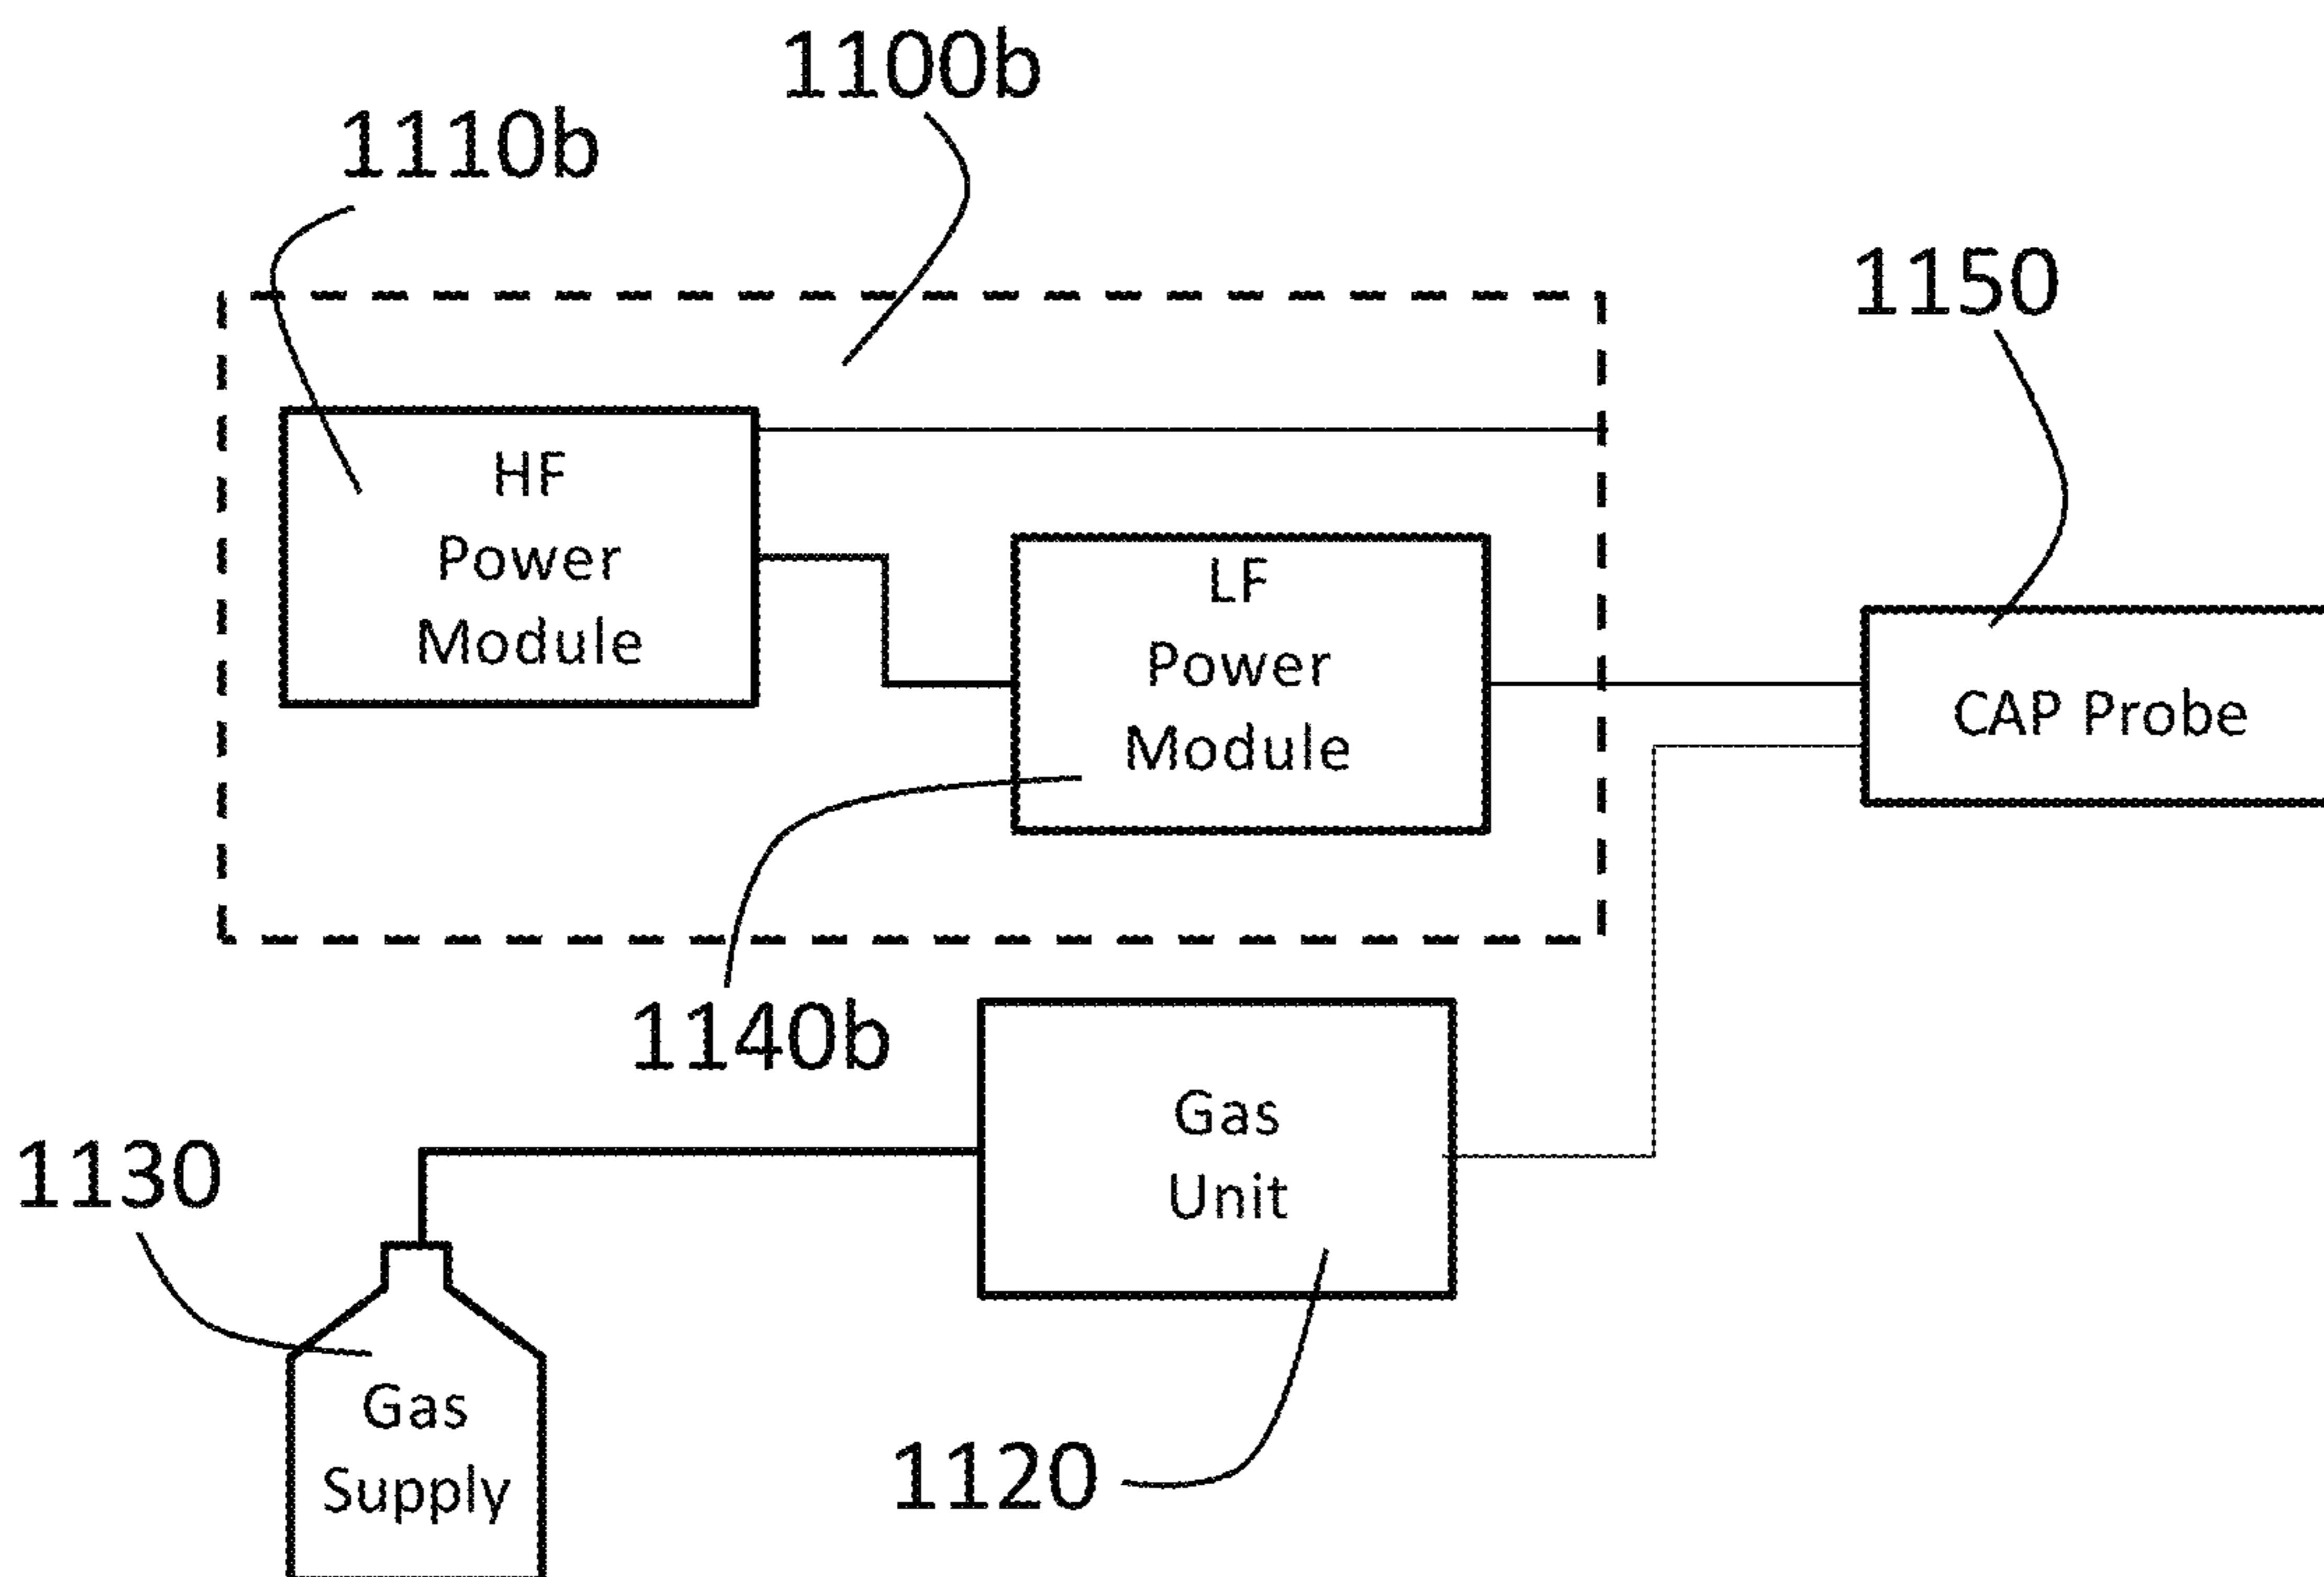 1100b
1110b
1150
HF
Power
Module
LF
Power
Module
CAP Probe
1140b
Gas
Unit
1130
Gas
Supply
1120